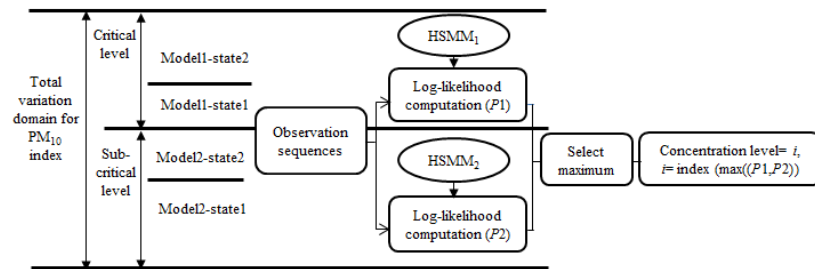 Total
variation
domain for
PM₁₀
index
Critical
level
Sub-
critical
level
Model1-state2
Model1-state1
Model2-state2
Model2-state1
Observation
sequences
HSMM₁
Log-likelihood
computation (P1)
HSMM₂
Log-likelihood
computation (P2)
Select
maximum
Concentration level= i,
i= index (max((P1,P2))